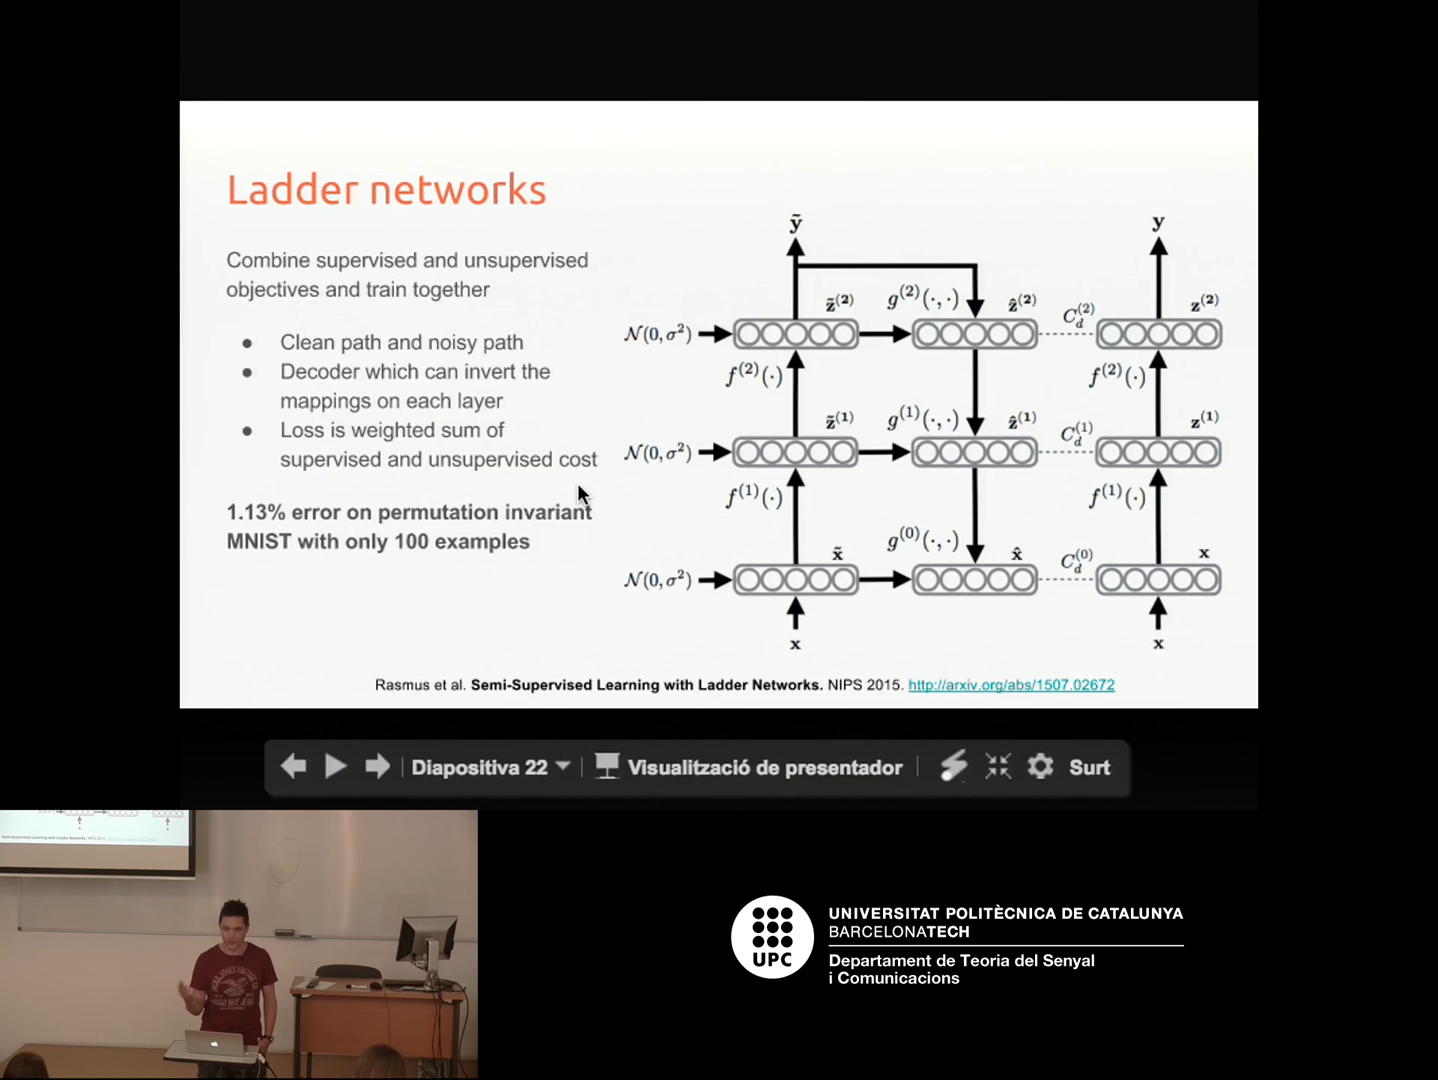 Ladder networks
Combine supervised and unsupervised
objectives and train together
● Clean path and noisy path
● Decoder which can invert the
mappings on each layer
● Loss is weighted sum of
supervised and unsupervised cost
1.13% error on permutation invariant
MNIST with only 100 examples
ỹ
y
z̃⁽²⁾ g⁽²⁾(·,·) ẑ⁽²⁾ C_d⁽²⁾ z⁽²⁾
𝒩(0, σ²)
f⁽²⁾(·) f⁽²⁾(·)
z̃⁽¹⁾ g⁽¹⁾(·,·) ẑ⁽¹⁾ C_d⁽¹⁾ z⁽¹⁾
𝒩(0, σ²)
f⁽¹⁾(·) f⁽¹⁾(·)
x̃ g⁽⁰⁾(·,·) x̂ C_d⁽⁰⁾ x
𝒩(0, σ²)
x x
Rasmus et al. Semi-Supervised Learning with Ladder Networks. NIPS 2015. http://arxiv.org/abs/1507.02672
Diapositiva 22 Visualització de presentador Surt
UPC
UNIVERSITAT POLITÈCNICA DE CATALUNYA
BARCELONATECH
Departament de Teoria del Senyal
i Comunicacions